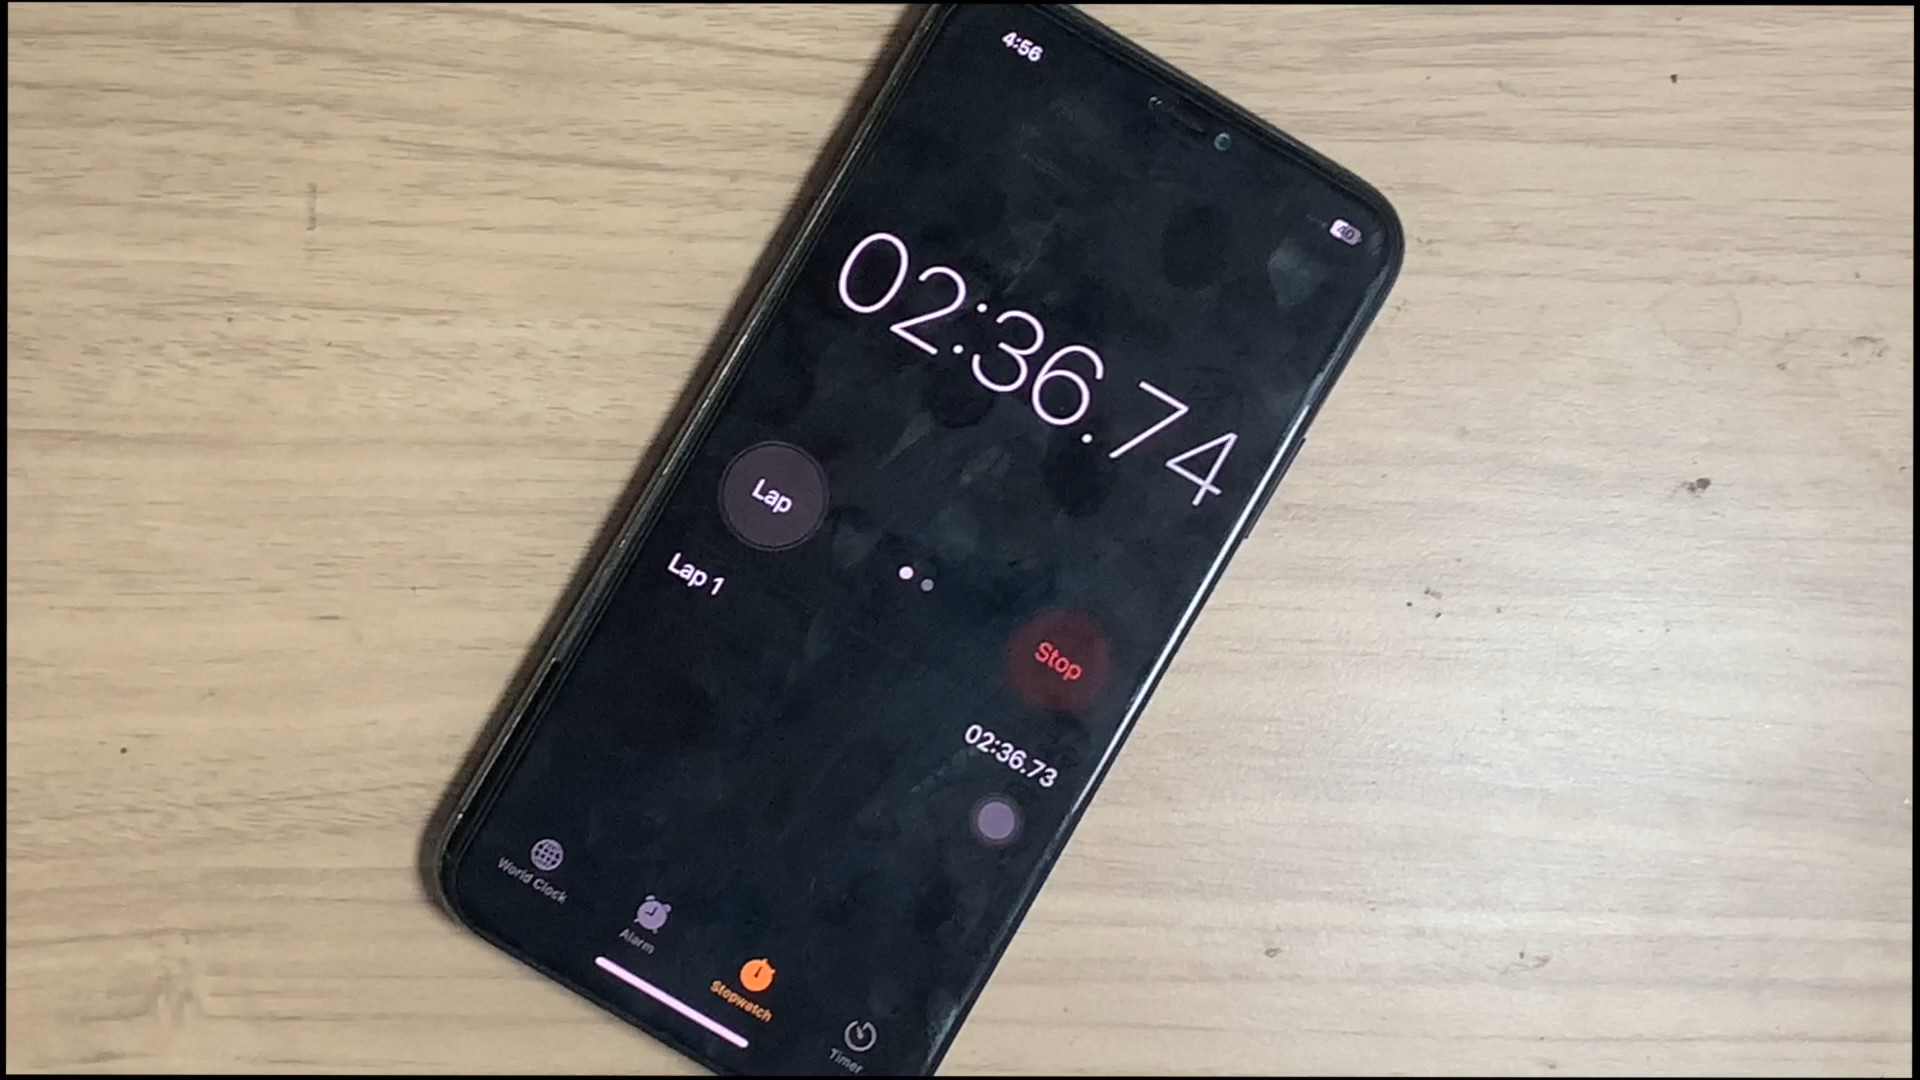 4:56
40
02:36.74
Lap
Stop
Lap 1
02:36.73
World Clock
Alarm
Stopwatch
Timer